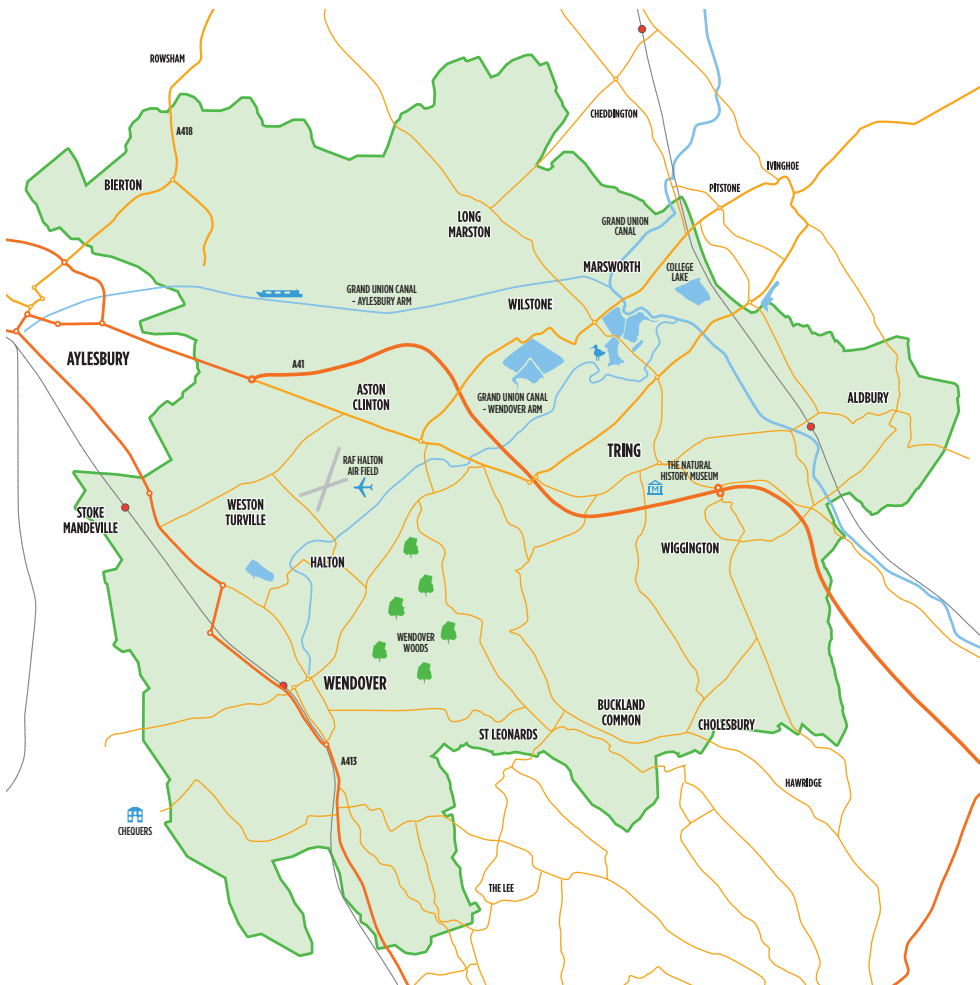 ROWSHAM
A418
CHEDDINGTON
IVINGHOE
BIERTON
PITSTONE
LONG
MARSTON
GRAND UNION
CANAL
MARSWORTH
COLLEGE
LAKE
GRAND UNION CANAL
- AYLESBURY ARM
WILSTONE
AYLESBURY
A41
ASTON
CLINTON
GRAND UNION CANAL
- WENDOVER ARM
ALDBURY
TRING
RAF HALTON
AIR FIELD
THE NATURAL
HISTORY MUSEUM
M
STOKE
MANDEVILLE
WESTON
TURVILLE
HALTON
WIGGINGTON
WENDOVER
WOODS
WENDOVER
BUCKLAND
COMMON
ST LEONARDS
CHOLESBURY
A413
HAWRIDGE
CHEQUERS
THE LEE